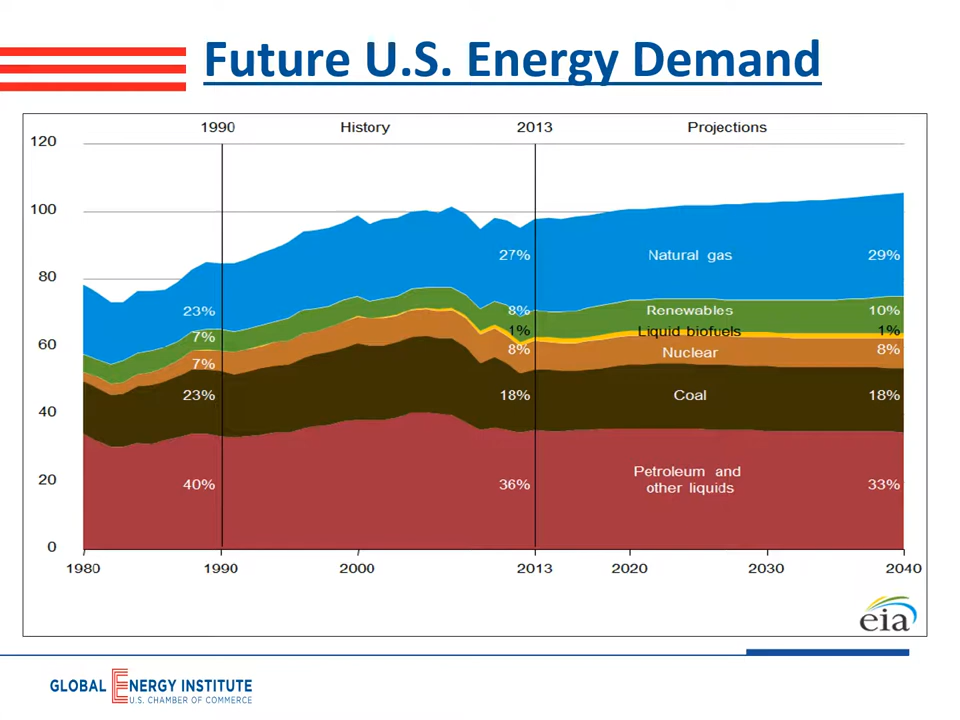 Future U.S. Energy Demand
1990 History 2013 Projections
120
100
80
60
40
20
0
23%
7%
7%
23%
40%
27%
8%
1%
8%
18%
36%
Natural gas
Renewables
Liquid biofuels
Nuclear
Coal
Petroleum and
other liquids
29%
10%
1%
8%
18%
33%
1980 1990 2000 2013 2020 2030 2040
eia
GLOBAL ENERGY INSTITUTE
U.S. CHAMBER OF COMMERCE